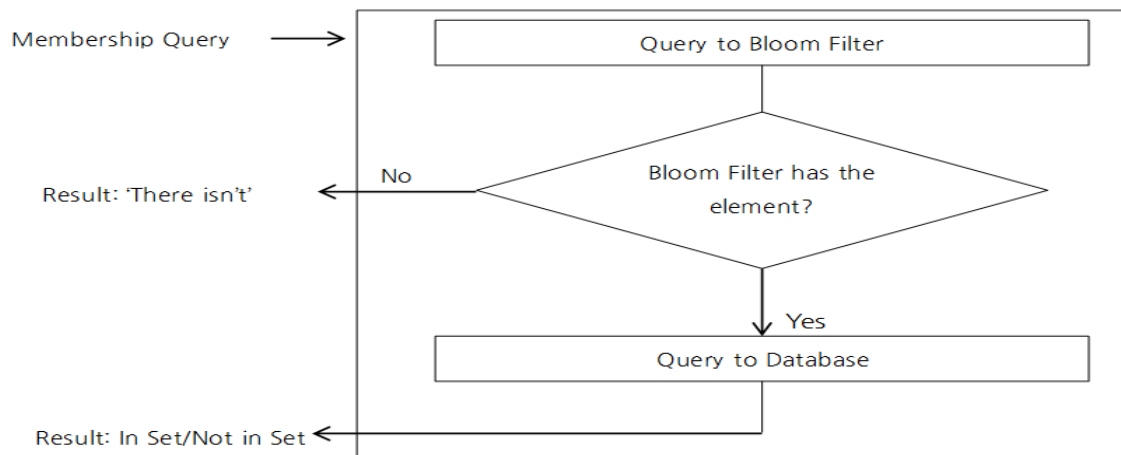 Membership Query
Query to Bloom Filter
Bloom Filter has the
element?
No
Result: ‘There isn’t’
Yes
Query to Database
Result: In Set/Not in Set